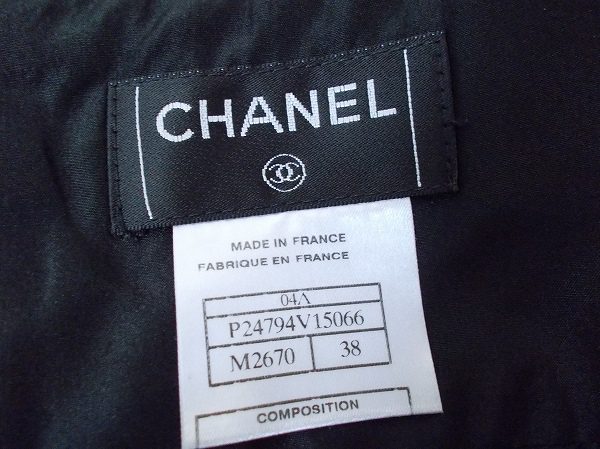 CHANEL
MADE IN FRANCE
FABRIQUE EN FRANCE
04A
P24794V15066
M2670 38
COMPOSITION